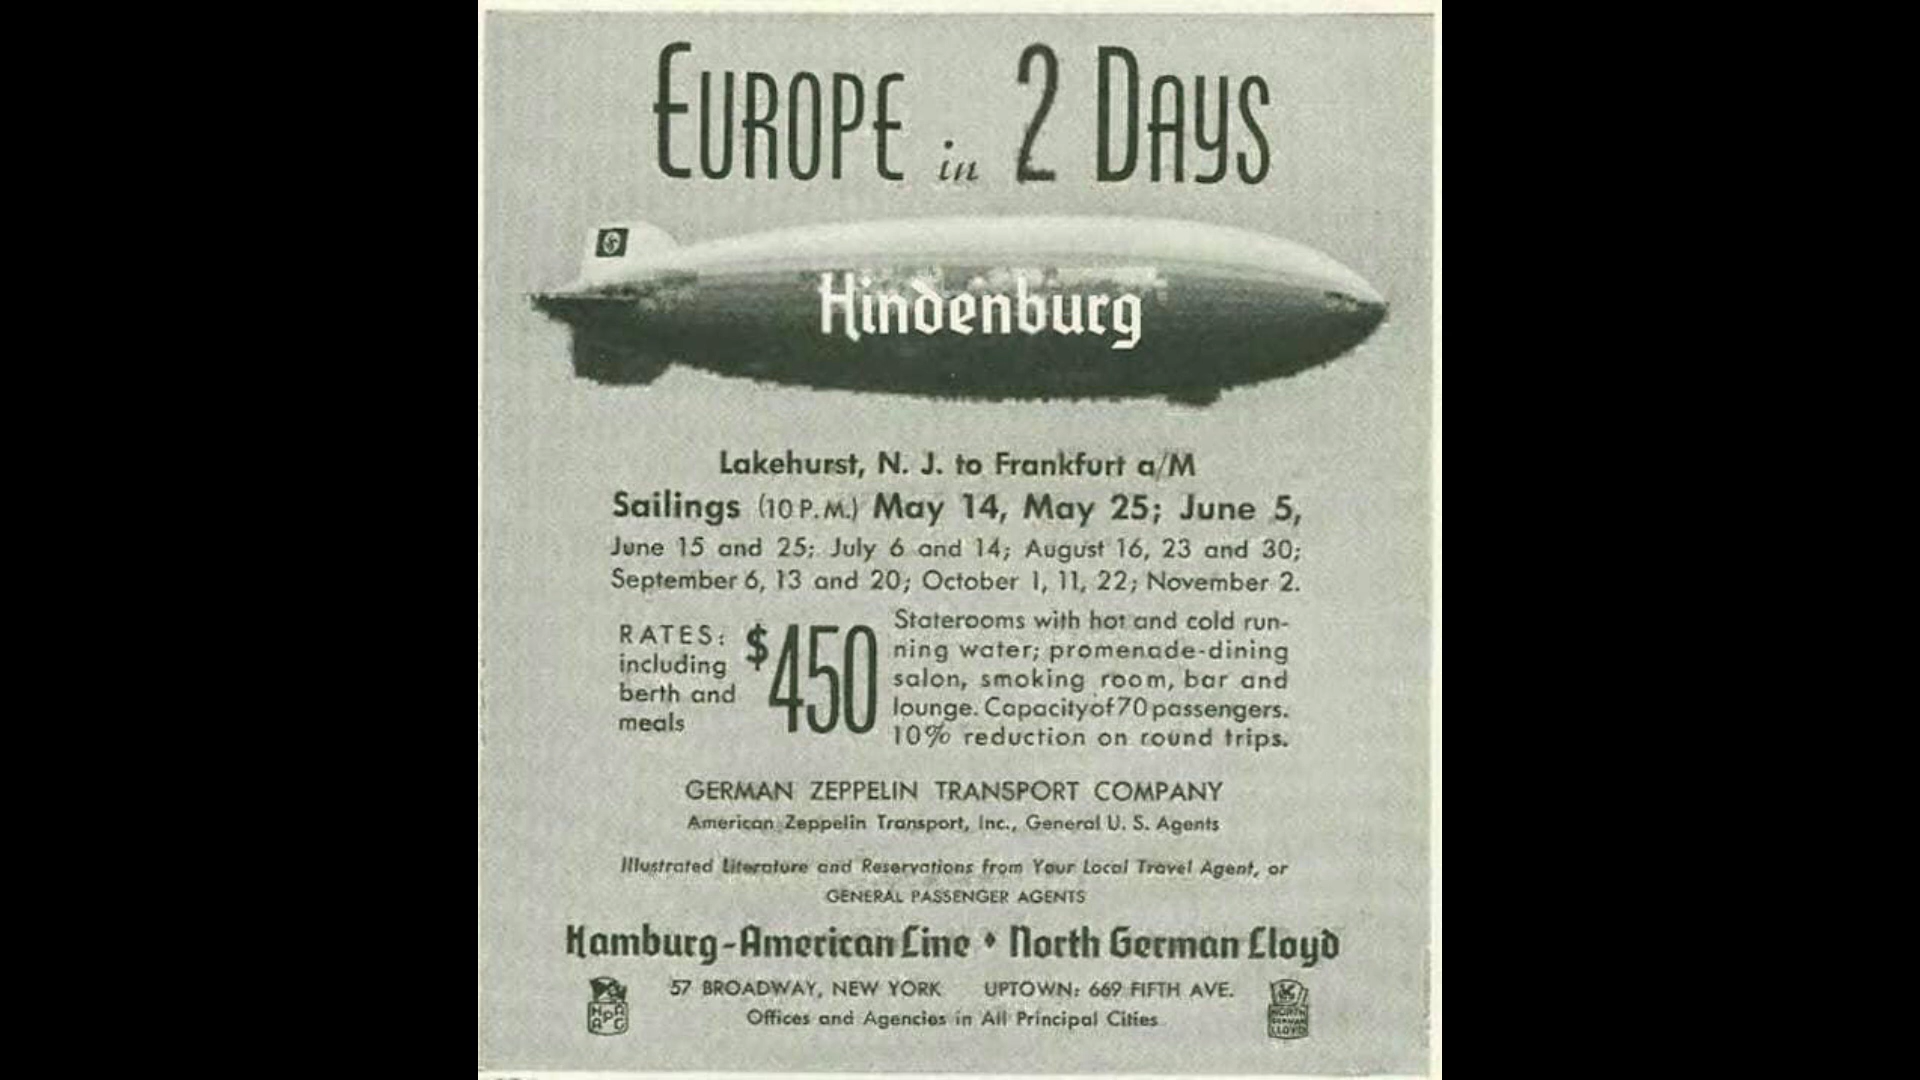 EUROPE in 2 DAYS
Hindenburg
Lakehurst, N. J. to Frankfurt a/M
Sailings (10 P.M.) May 14, May 25; June 5,
June 15 and 25; July 6 and 14; August 16, 23 and 30;
September 6, 13 and 20; October 1, 11, 22; November 2.
RATES:
including
berth and
meals
$450
Staterooms with hot and cold run-
ning water; promenade-dining
salon, smoking room, bar and
lounge. Capacity of 70 passengers.
10% reduction on round trips.
GERMAN ZEPPELIN TRANSPORT COMPANY
American Zeppelin Transport, Inc., General U. S. Agents
Illustrated Literature and Reservations from Your Local Travel Agent, or
GENERAL PASSENGER AGENTS
Hamburg-American Line • North German Lloyd
57 BROADWAY, NEW YORK UPTOWN: 669 FIFTH AVE.
Offices and Agencies in All Principal Cities
NORTH
GERMAN
LLOYD